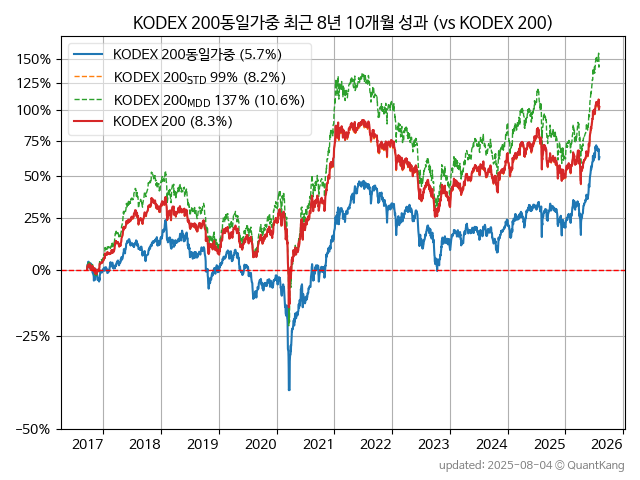 KODEX 200동일가중 최근 8년 10개월 성과 (vs KODEX 200)
KODEX 200동일가중 (5.7%)
KODEX 200STD 99% (8.2%)
KODEX 200MDD 137% (10.6%)
KODEX 200 (8.3%)
150%
125%
100%
75%
50%
25%
0%
−25%
−50%
2017 2018 2019 2020 2021 2022 2023 2024 2025 2026
updated: 2025-08-04 © QuantKang